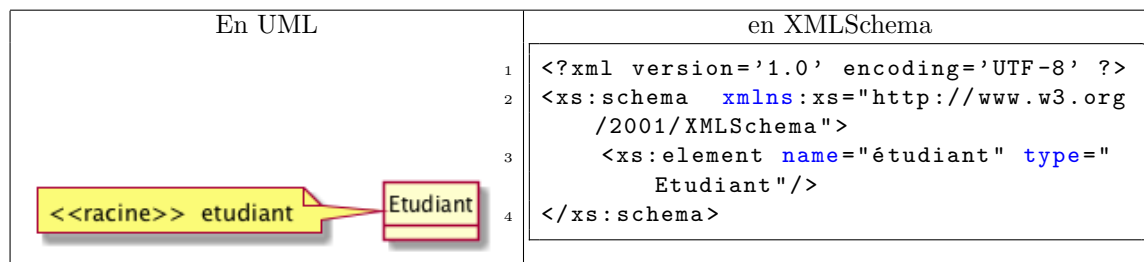 En UML
en XMLSchema
1 <?xml version='1.0' encoding='UTF-8' ?>
2 <xs:schema xmlns:xs="http://www.w3.org
/2001/XMLSchema">
3 <xs:element name="étudiant" type="
Etudiant"/>
4 </xs:schema>
<<racine>> etudiant
Etudiant